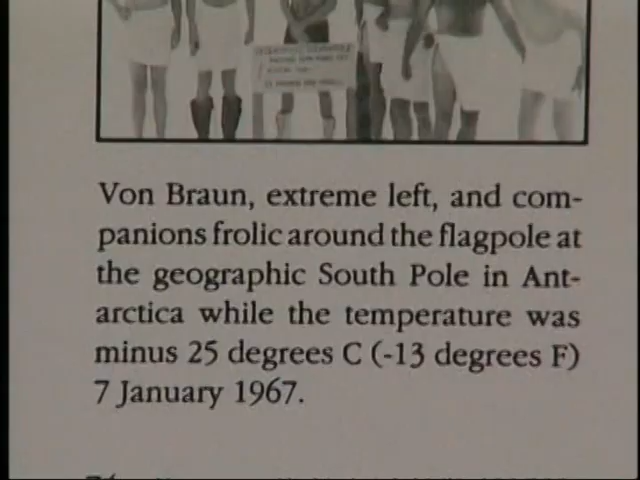 Von Braun, extreme left, and com-
panions frolic around the flagpole at
the geographic South Pole in Ant-
arctica while the temperature was
minus 25 degrees C (-13 degrees F)
7 January 1967.